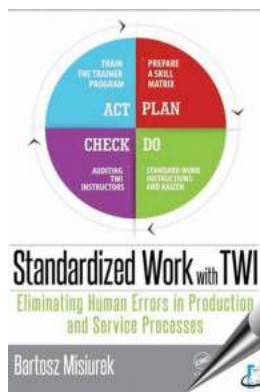 TRAIN
THE TRAINER
PROGRAM
PREPARE
A SKILL
MATRIX
ACT
PLAN
CHECK
DO
AUDITING
TWI
INSTRUCTORS
STANDARD WORK
INSTRUCTIONS
AND KAIZEN
Standardized Work with TWI
Eliminating Human Errors in Production
and Service Processes
Bartosz Misiurek